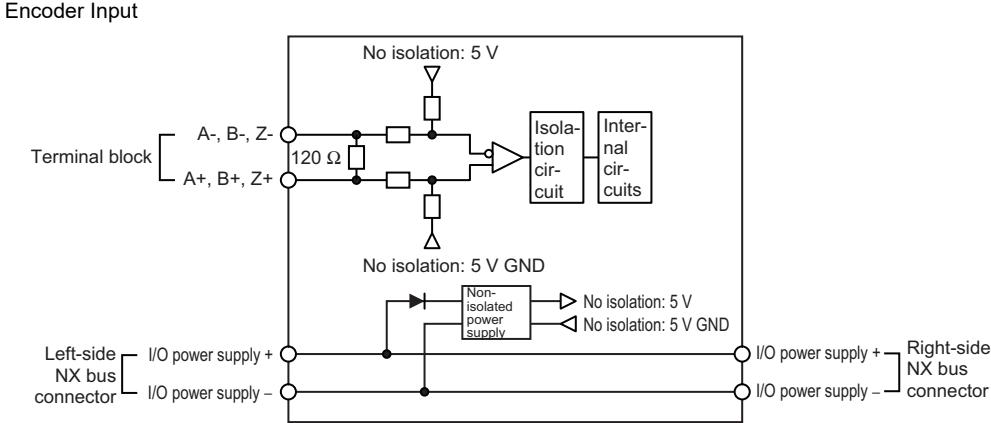 Encoder Input
No isolation: 5 V
A-, B-, Z-
Terminal block
120 Ω
A+, B+, Z+
Isola-
tion
cir-
cuit
Inter-
nal
cir-
cuits
No isolation: 5 V GND
Non-
isolated
power
supply
No isolation: 5 V
No isolation: 5 V GND
Left-side
NX bus
connector
I/O power supply +
I/O power supply –
I/O power supply +
I/O power supply –
Right-side
NX bus
connector